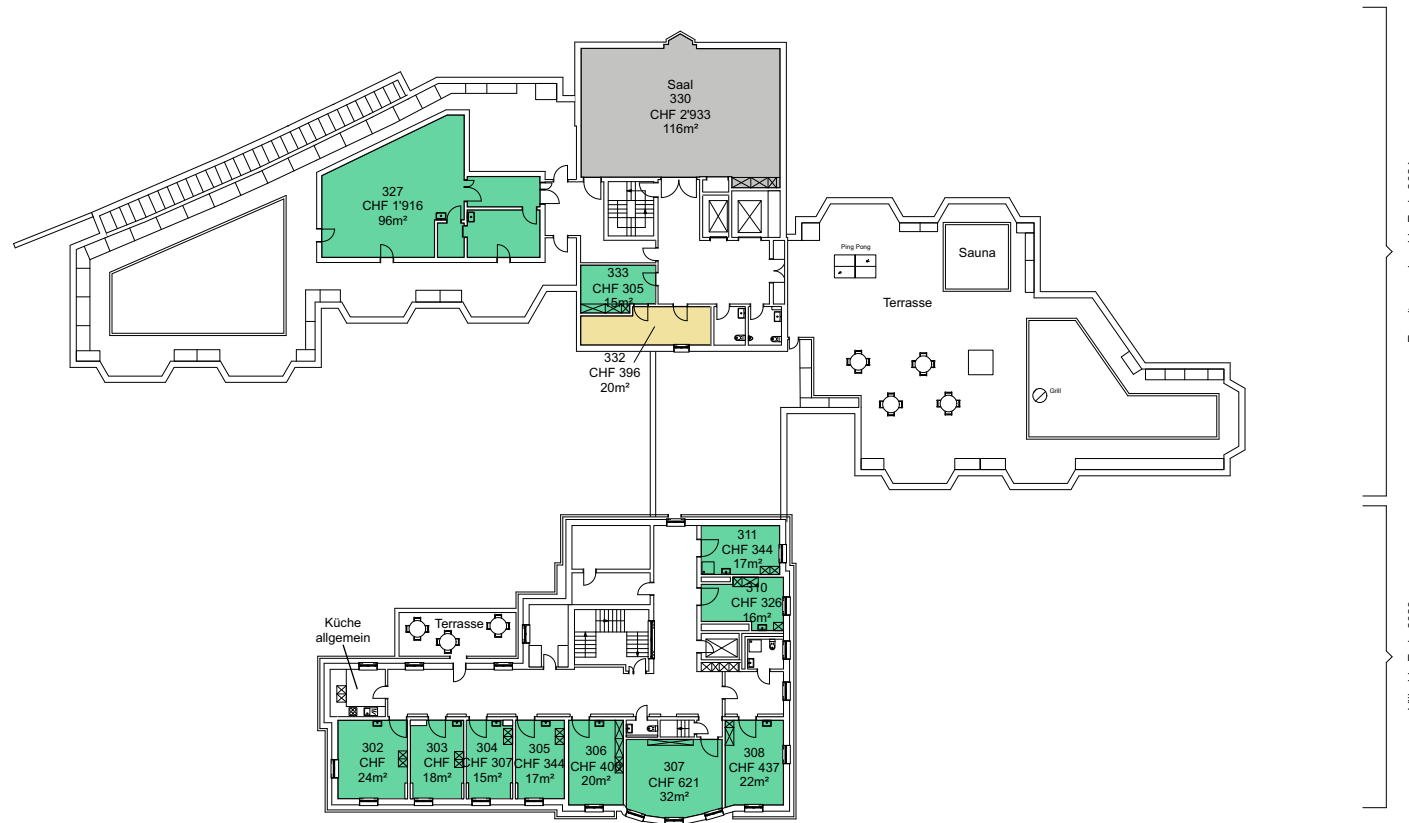 Saal
330
CHF 2'933
116m²
327
CHF 1'916
96m²
333
CHF 305
15m²
332
CHF 396
20m²
Ping Pong
Sauna
Terrasse
Grill
311
CHF 344
17m²
310
CHF 326
16m²
Küche
allgemein
Terrasse
302
CHF
24m²
303
CHF
18m²
304
CHF 307
15m²
305
CHF 344
17m²
306
CHF
20m²
307
CHF 621
32m²
308
CHF 437
22m²